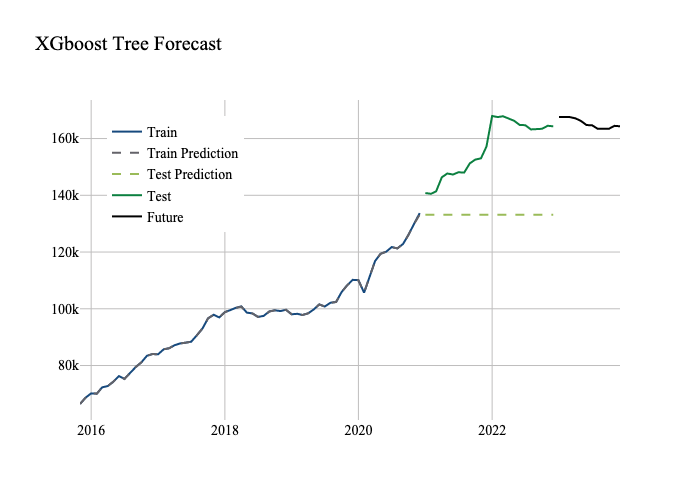 XGboost Tree Forecast
160k
140k
120k
100k
80k
Train
Train Prediction
Test Prediction
Test
Future
2016 2018 2020 2022